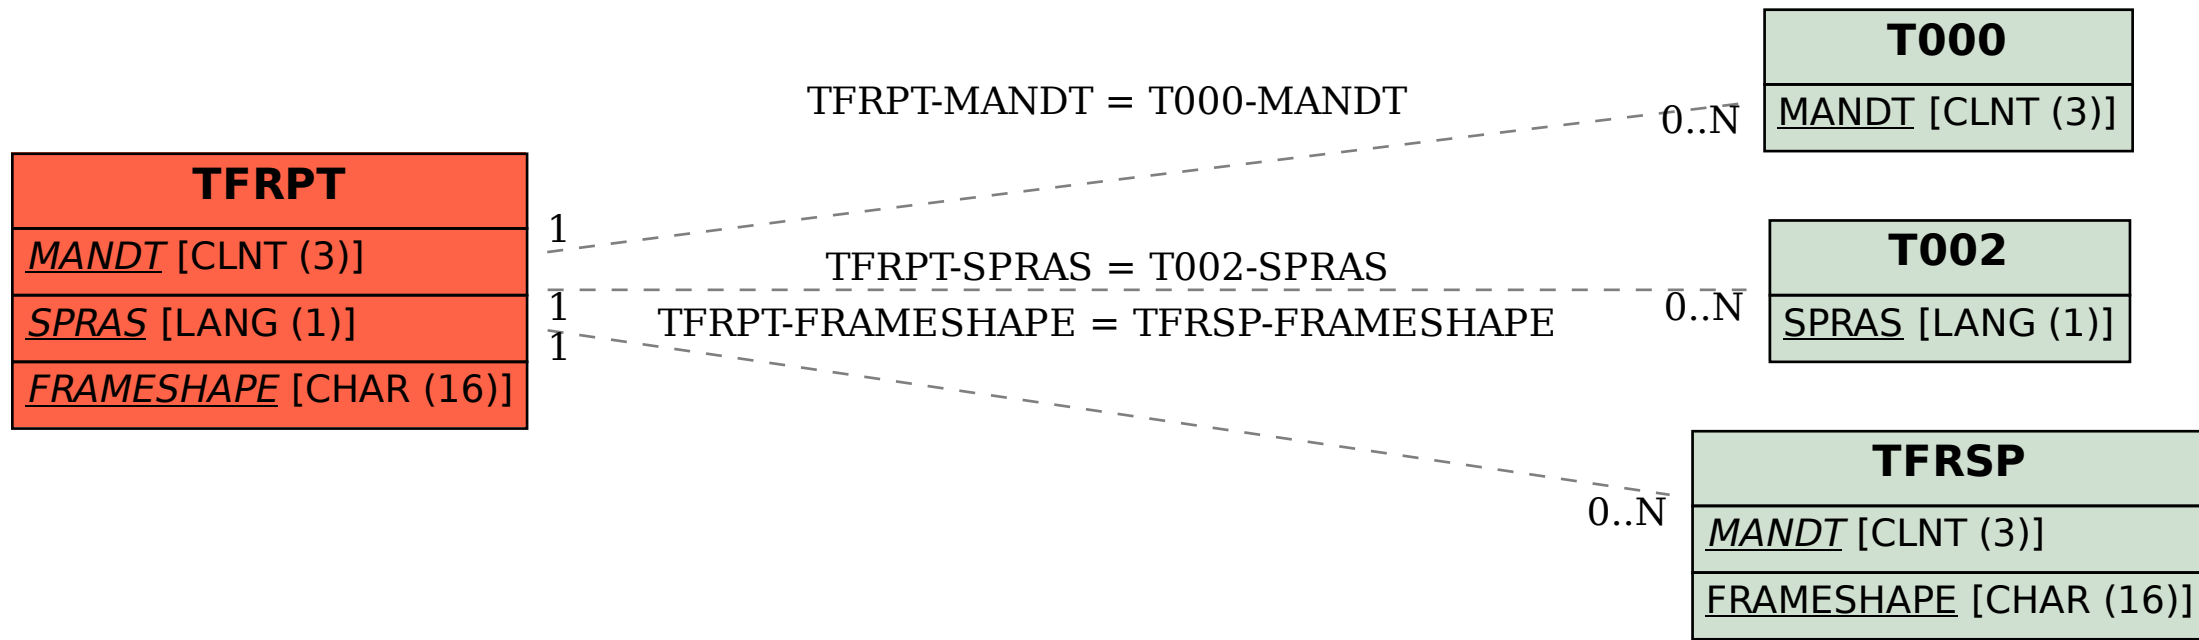 TFRPT
MANDT [CLNT (3)]
SPRAS [LANG (1)]
FRAMESHAPE [CHAR (16)]
TFRPT-MANDT = T000-MANDT
1
0..N
TFRPT-SPRAS = T002-SPRAS
1
0..N
TFRPT-FRAMESHAPE = TFRSP-FRAMESHAPE
1
0..N
T000
MANDT [CLNT (3)]
T002
SPRAS [LANG (1)]
TFRSP
MANDT [CLNT (3)]
FRAMESHAPE [CHAR (16)]